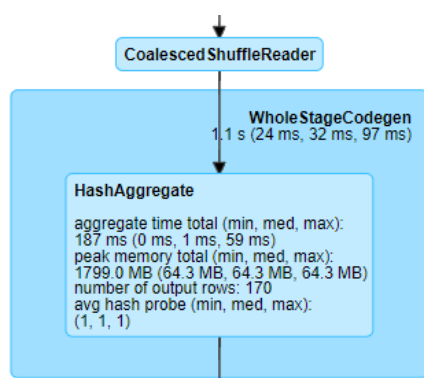 CoalescedShuffleReader
WholeStageCodegen
1.1 s (24 ms, 32 ms, 97 ms)
HashAggregate
aggregate time total (min, med, max):
187 ms (0 ms, 1 ms, 59 ms)
peak memory total (min, med, max):
1799.0 MB (64.3 MB, 64.3 MB, 64.3 MB)
number of output rows: 170
avg hash probe (min, med, max):
(1, 1, 1)